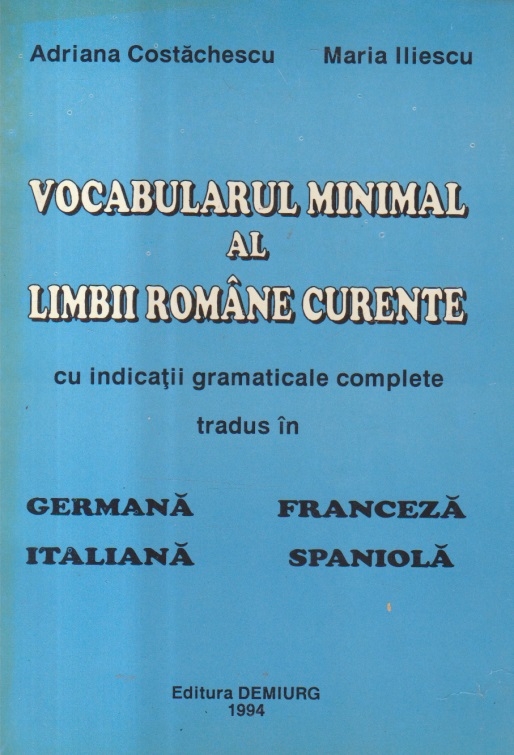 Adriana Costăchescu Maria Iliescu
VOCABULARUL MINIMAL
AL
LIMBII ROMÂNE CURENTE
cu indicaţii gramaticale complete
tradus în
GERMANĂ FRANCEZĂ
ITALIANĂ SPANIOLĂ
Editura DEMIURG
1994